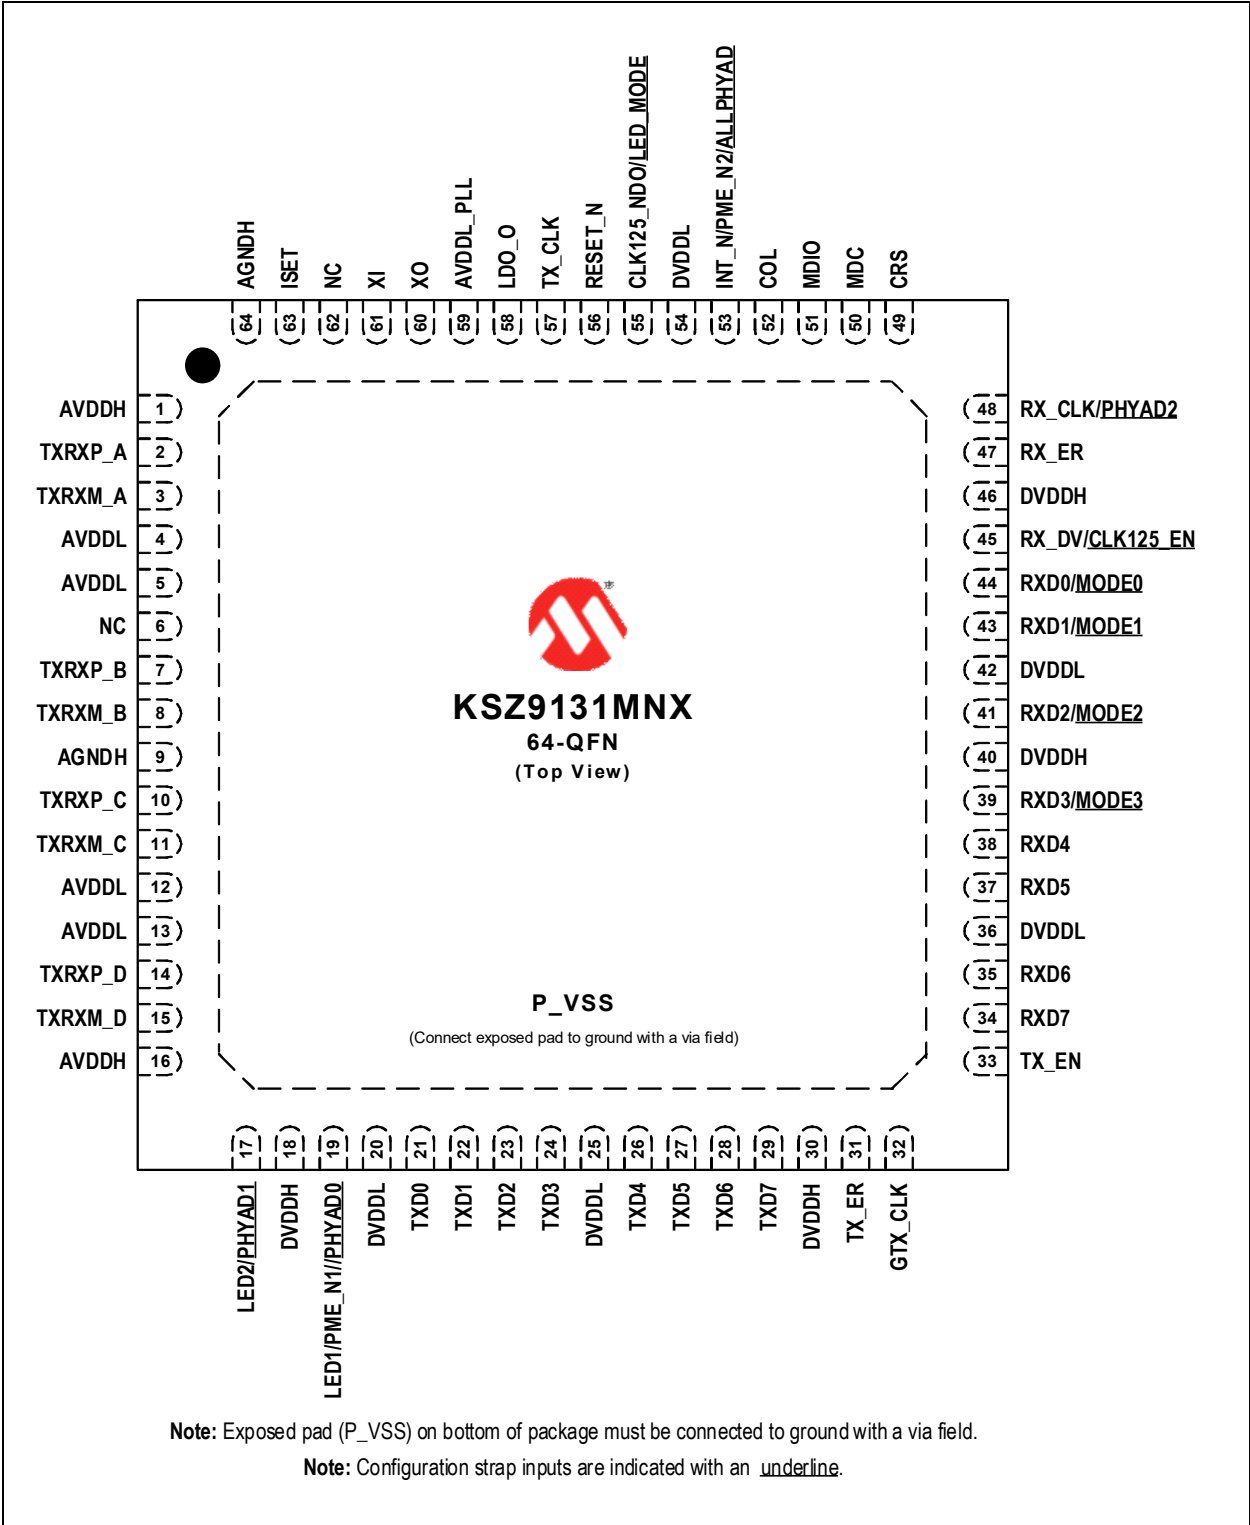 AGNDH
ISET
NC
XI
XO
AVDDL_PLL
LDO_O
TX_CLK
RESET_N
CLK125_NDO/LED_MODE
DVDDL
INT_N/PME_N2/ALLPHYAD
COL
MDIO
MDC
CRS
64
63
62
61
60
59
58
57
56
55
54
53
52
51
50
49
AVDDH 1
TXRXP_A 2
TXRXM_A 3
AVDDL 4
AVDDL 5
NC 6
TXRXP_B 7
TXRXM_B 8
AGNDH 9
TXRXP_C 10
TXRXM_C 11
AVDDL 12
AVDDL 13
TXRXP_D 14
TXRXM_D 15
AVDDH 16
KSZ9131MNX
64-QFN
(Top View)
P_VSS
(Connect exposed pad to ground with a via field)
48 RX_CLK/PHYAD2
47 RX_ER
46 DVDDH
45 RX_DV/CLK125_EN
44 RXD0/MODE0
43 RXD1/MODE1
42 DVDDL
41 RXD2/MODE2
40 DVDDH
39 RXD3/MODE3
38 RXD4
37 RXD5
36 DVDDL
35 RXD6
34 RXD7
33 TX_EN
17
18
19
20
21
22
23
24
25
26
27
28
29
30
31
32
LED2/PHYAD1
DVDDH
LED1/PME_N1//PHYAD0
DVDDL
TXD0
TXD1
TXD2
TXD3
DVDDL
TXD4
TXD5
TXD6
TXD7
DVDDH
TX_ER
GTX_CLK
Note: Exposed pad (P_VSS) on bottom of package must be connected to ground with a via field.
Note: Configuration strap inputs are indicated with an underline.